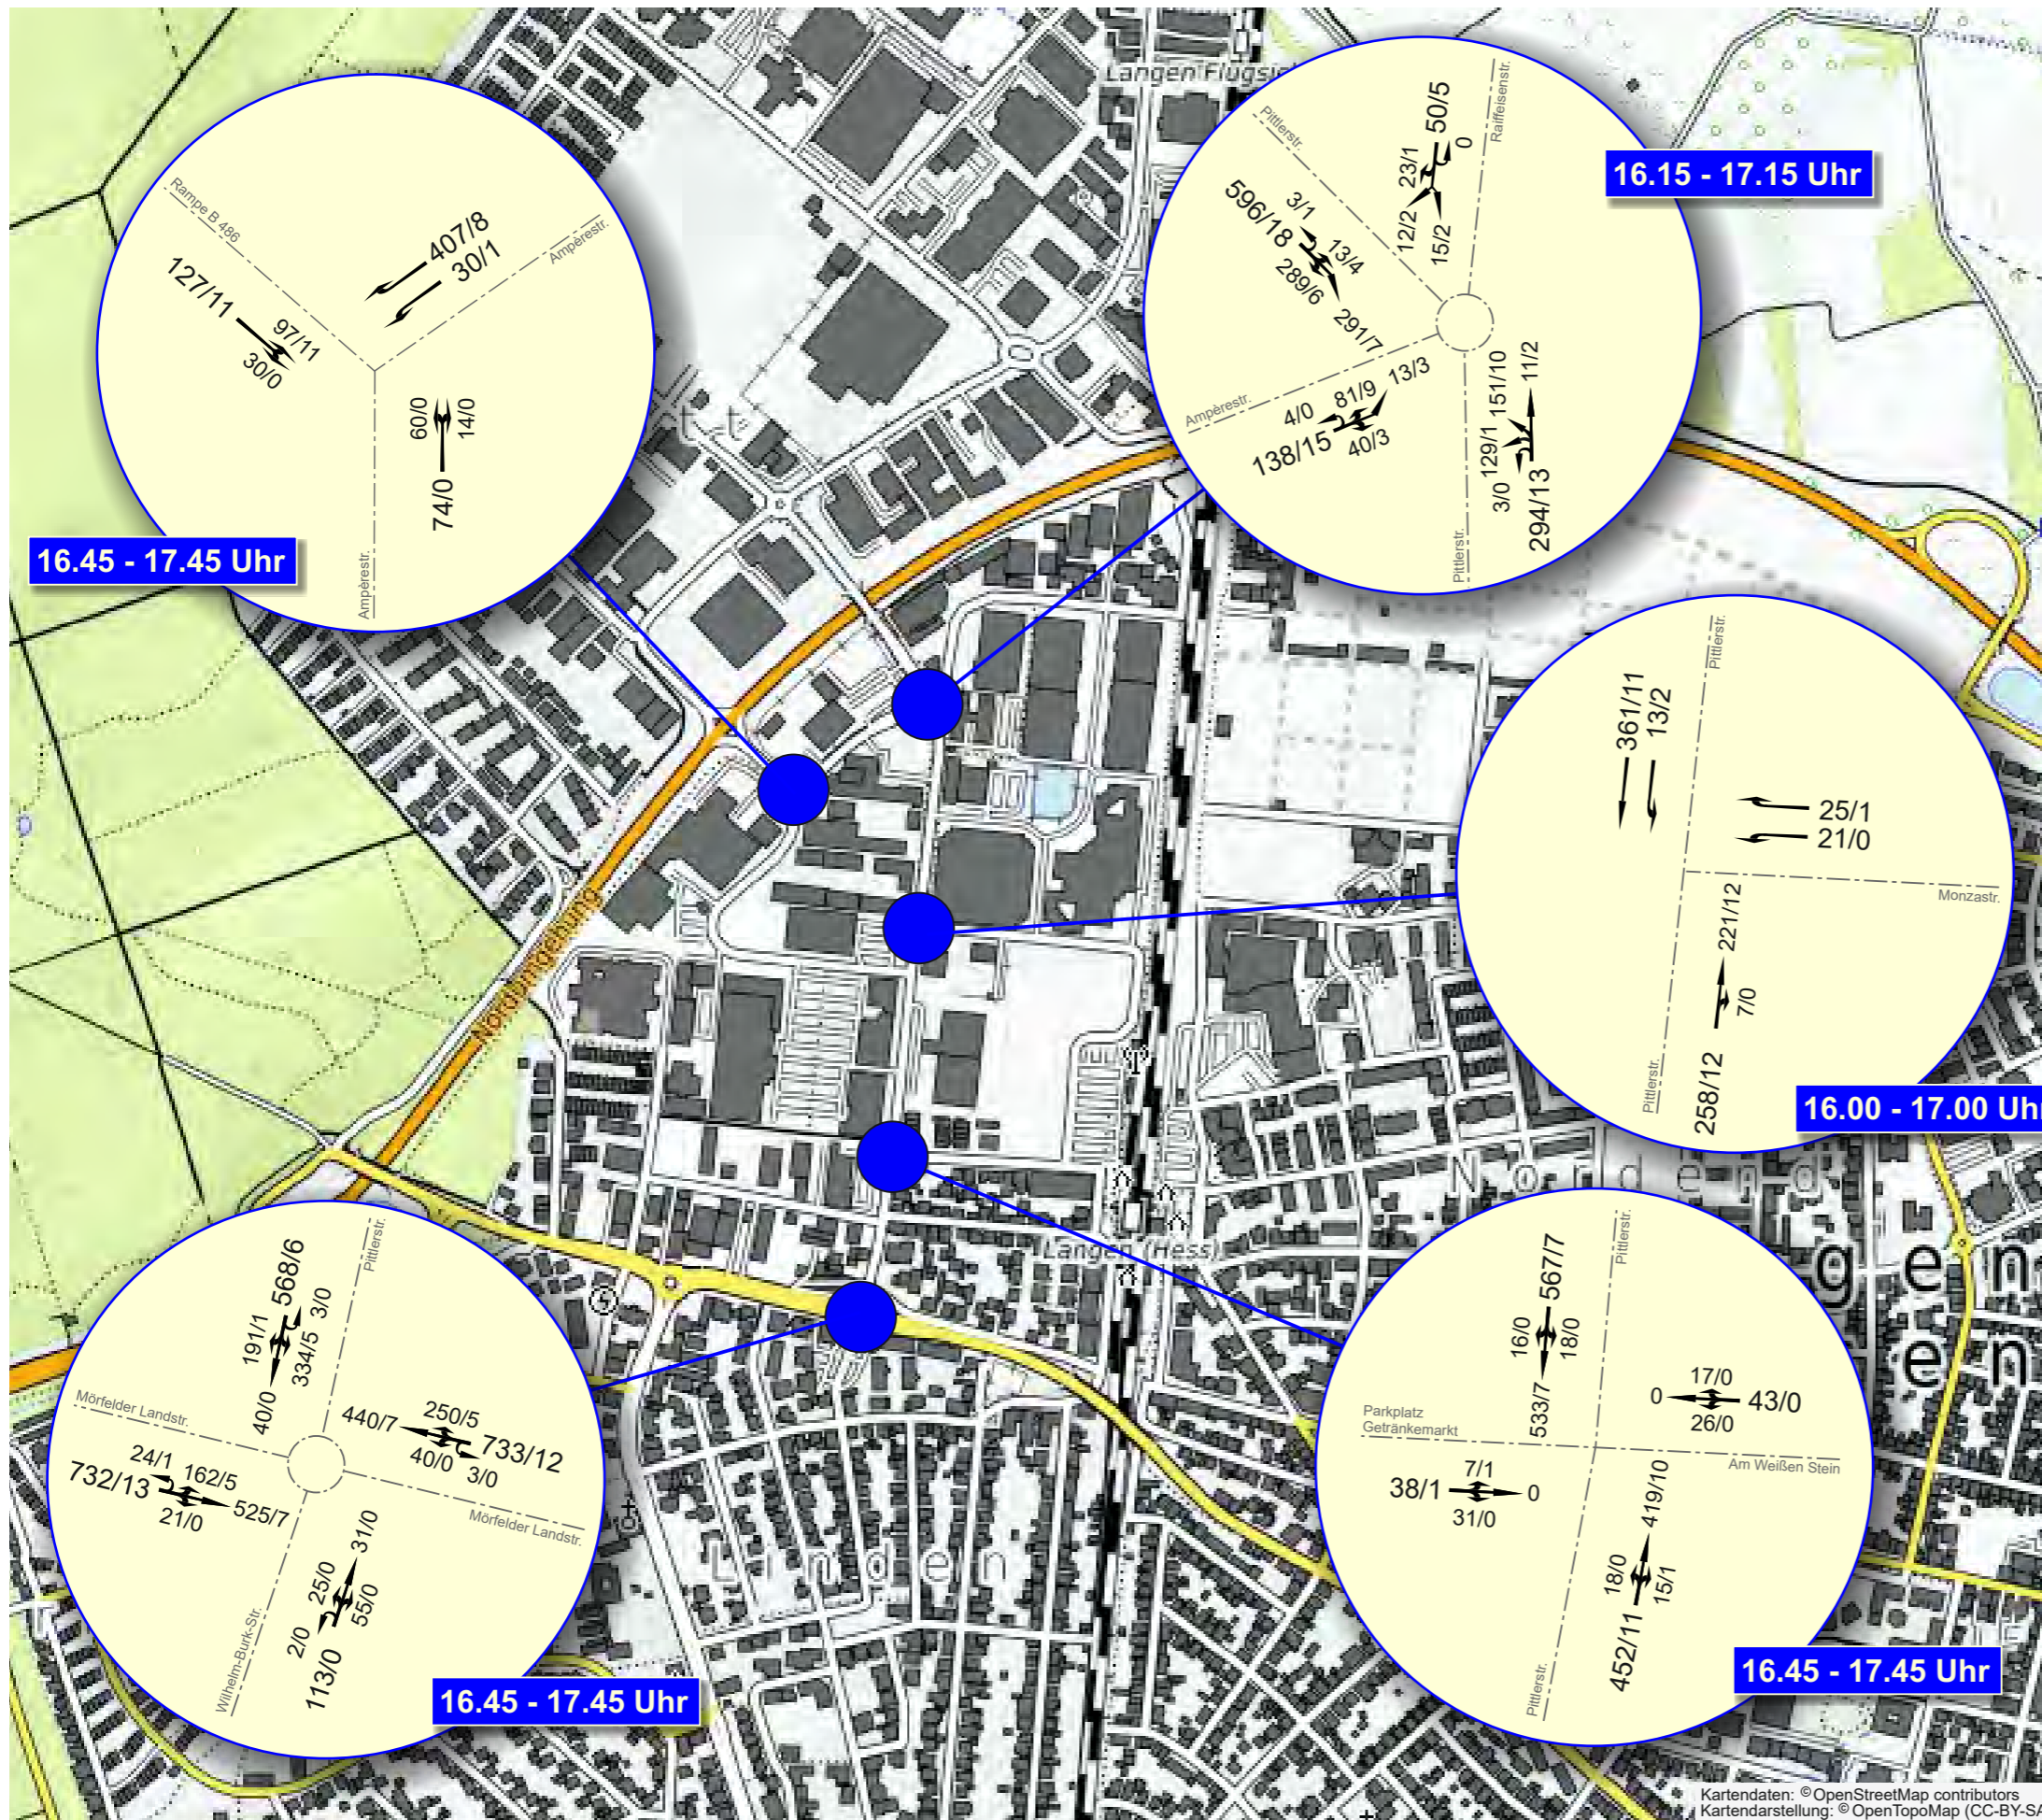 Langen Flugsi
Rampe B 486
Ampèrestr.
Ampèrestr.
407/8
30/1
127/11
97/11
30/0
60/0
14/0
74/0
16.45 - 17.45 Uhr
Pittlerstr.
Raiffeisenstr.
Ampèrestr.
Pittlerstr.
50/5
0
23/1
12/2
15/2
596/18
3/1
13/4
289/6
291/7
138/15
4/0
81/9
13/3
40/3
294/13
3/0
129/1
151/10
11/2
16.15 - 17.15 Uhr
Pittlerstr.
Monzastr.
Pittlerstr.
361/11
13/2
25/1
21/0
221/12
7/0
258/12
16.00 - 17.00 Uhr
Nordumgehung
Nordend
Langen (Hess)
gen
en
Linden
Pittlerstr.
Mörfelder Landstr.
Mörfelder Landstr.
Wilhelm-Burk-Str.
568/6
191/1
3/0
334/5
40/0
440/7
250/5
733/12
40/0
3/0
732/13
24/1
162/5
525/7
21/0
113/0
2/0
25/0
31/0
55/0
16.45 - 17.45 Uhr
Pittlerstr.
Parkplatz
Getränkemarkt
Am Weißen Stein
Pittlerstr.
567/7
16/0
18/0
533/7
0
17/0
43/0
26/0
38/1
7/1
0
31/0
452/11
18/0
419/10
15/1
16.45 - 17.45 Uhr
Kartendaten: © OpenStreetMap contributors
Kartendarstellung: © OpenTopoMap (CC-BY-S